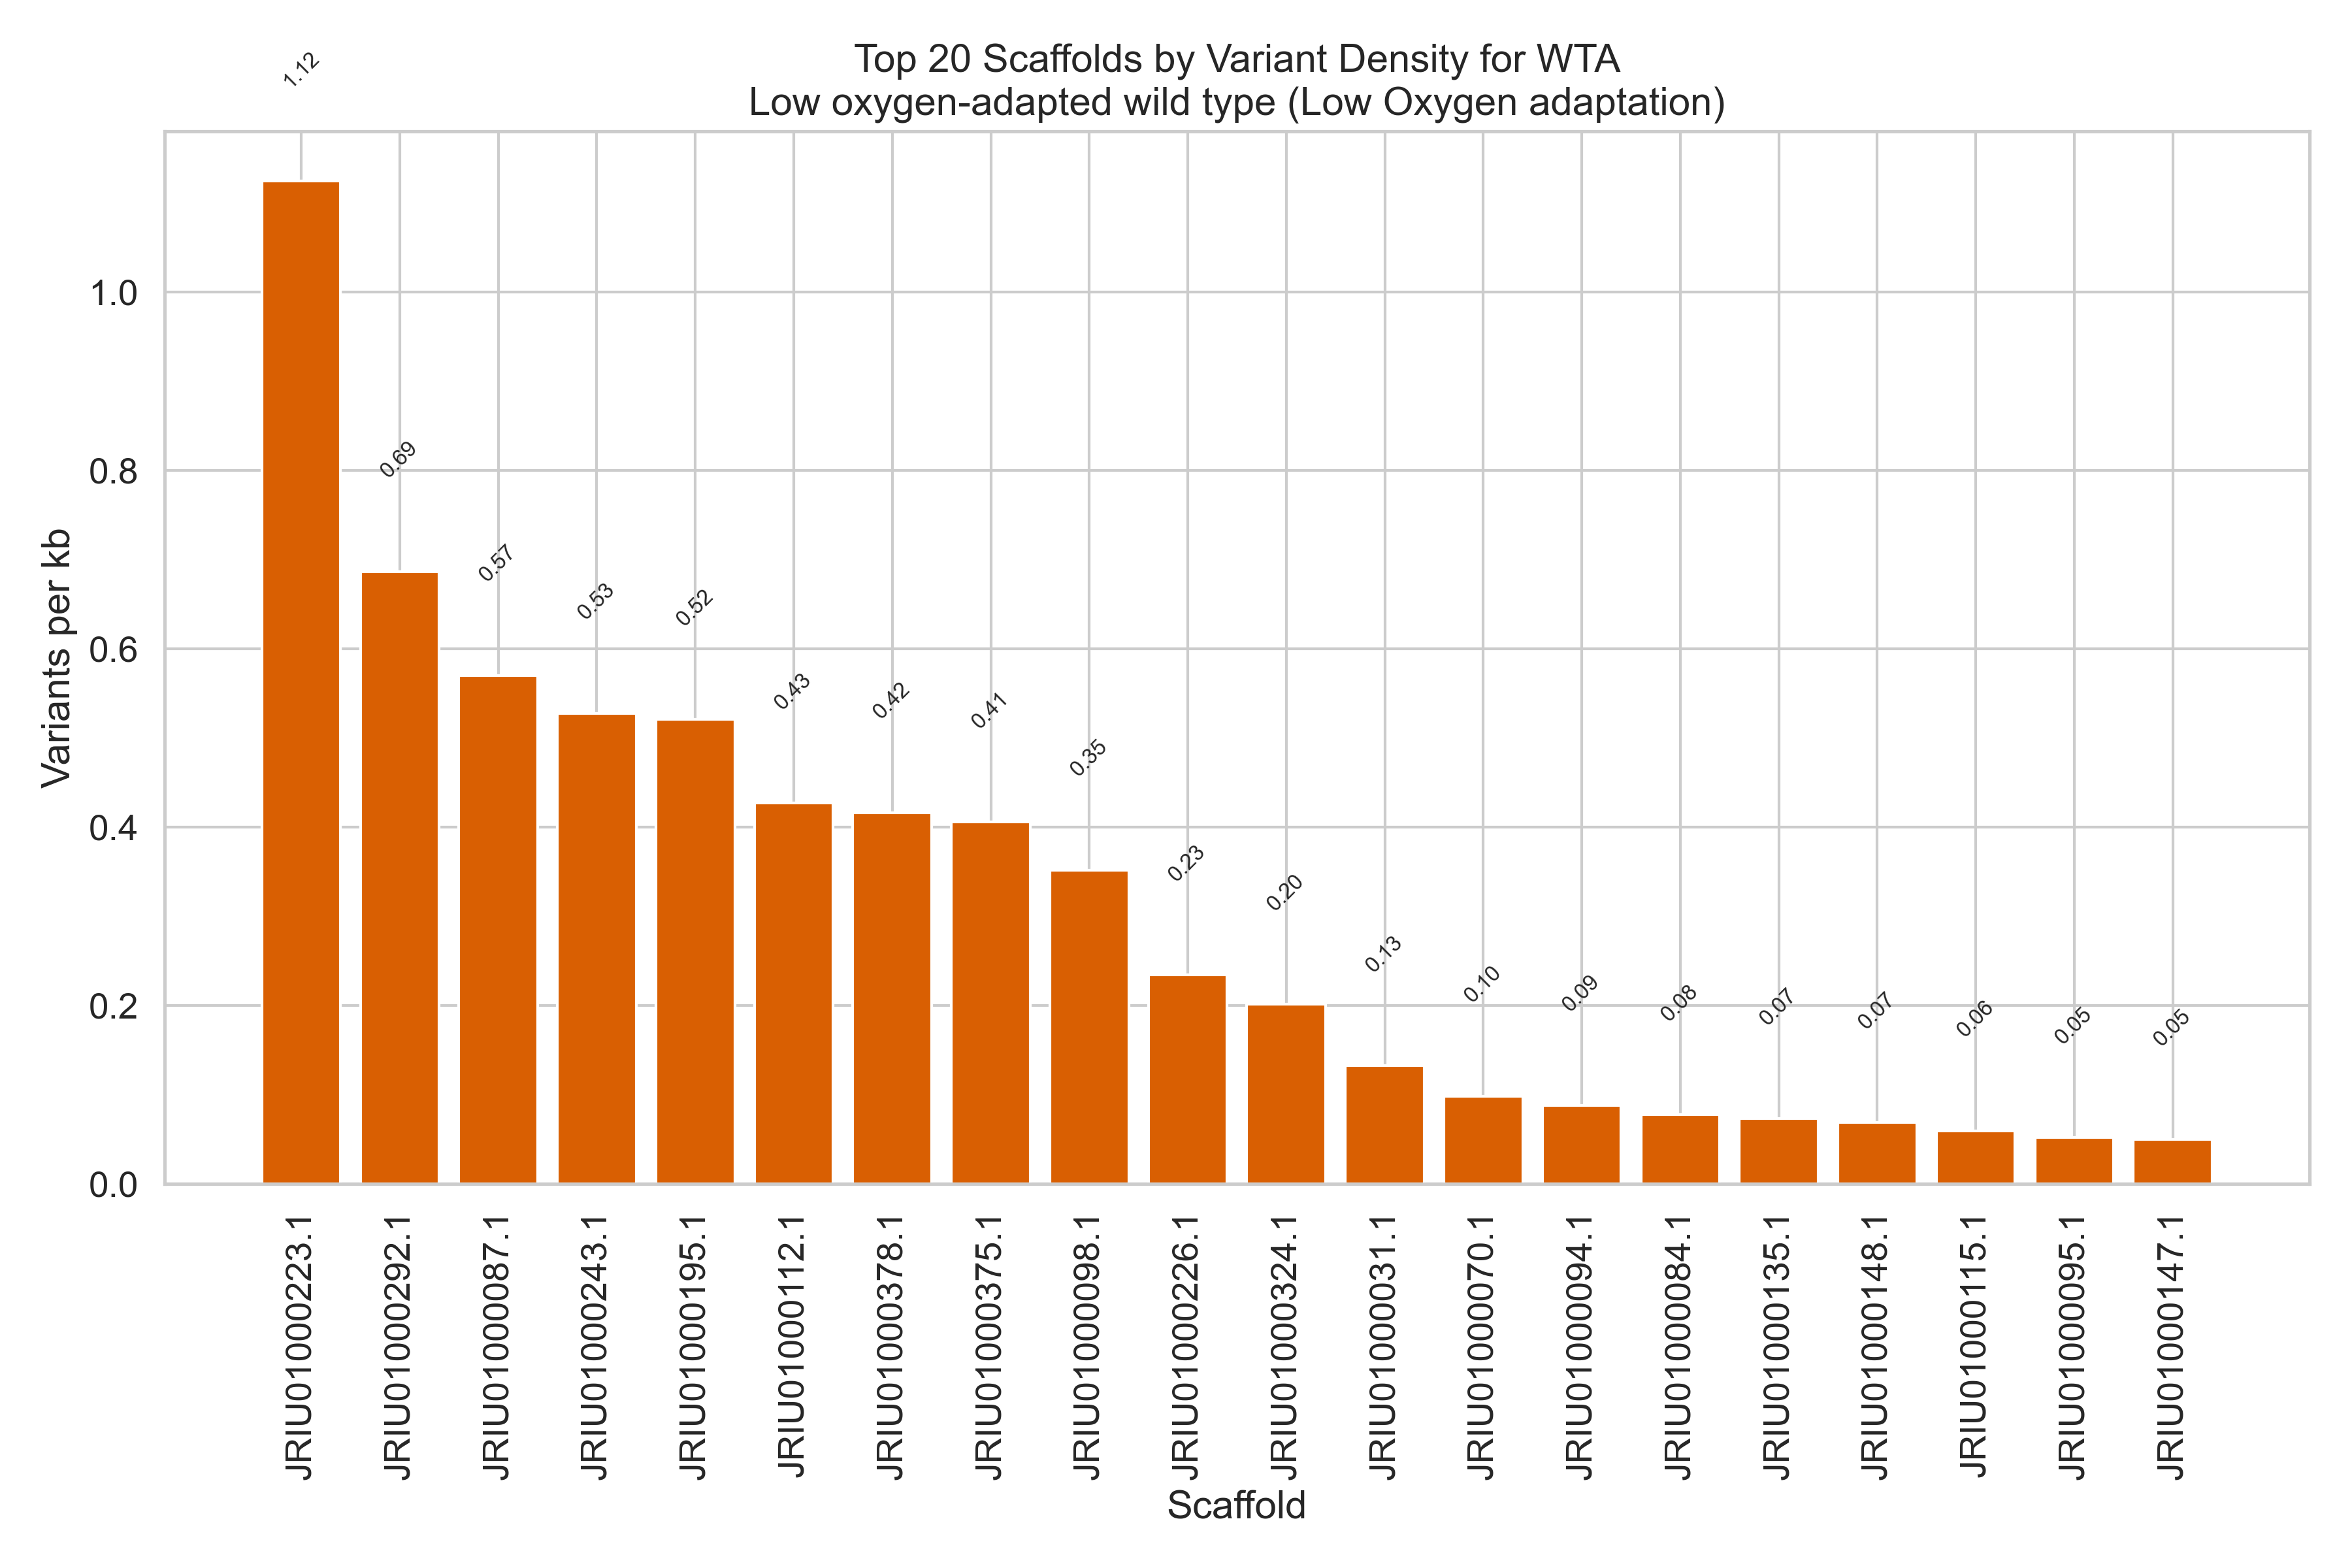 1.12
Top 20 Scaffolds by Variant Density for WTA
Low oxygen-adapted wild type (Low Oxygen adaptation)
Variants per kb
1.0
0.8
0.6
0.4
0.2
0.0
0.69
0.57
0.53
0.52
0.43
0.42
0.41
0.35
0.23
0.20
0.13
0.10
0.09
0.08
0.07
0.07
0.06
0.05
0.05
JRIU01000223.1
JRIU01000292.1
JRIU01000087.1
JRIU01000243.1
JRIU01000195.1
JRIU01000112.1
JRIU01000378.1
JRIU01000375.1
JRIU01000098.1
JRIU01000226.1
JRIU01000324.1
JRIU01000031.1
JRIU01000070.1
JRIU01000094.1
JRIU01000084.1
JRIU01000135.1
JRIU01000148.1
JRIU01000115.1
JRIU01000095.1
JRIU01000147.1
Scaffold